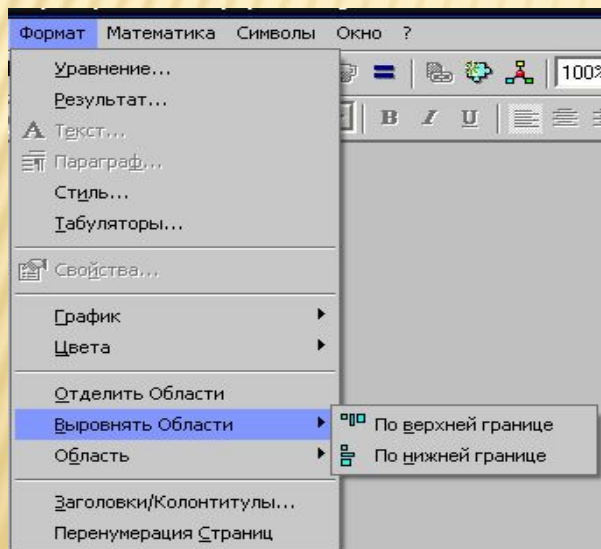 Формат Математика Символы Окно ?
Уравнение...
100%
Результат...
Текст...
B I U
Параграф...
Стиль...
Табуляторы...
Свойства...
График
Цвета
Отделить Области
Выровнять Области
По верхней границе
Область
По нижней границе
Заголовки/Колонтитулы...
Перенумерация Страниц